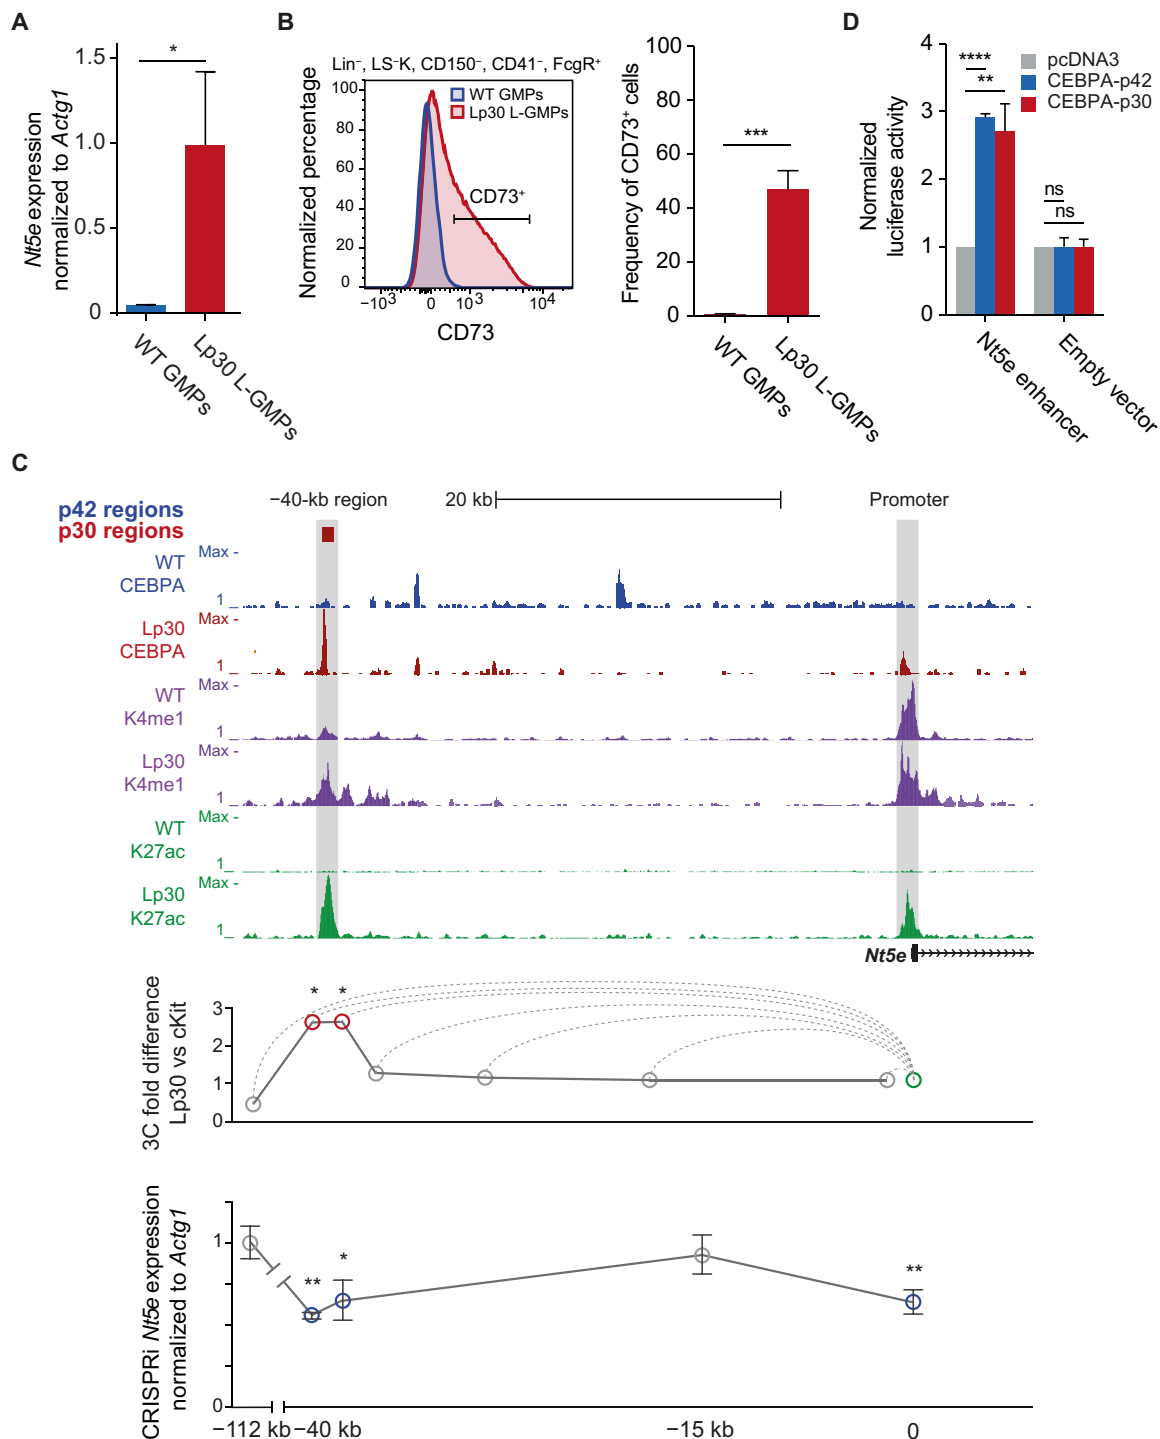 A
Nt5e expression
normalized to Actg1
1.5
1.0
0.5
0
*
WT GMPs
Lp30 L-GMPs
B
Lin⁻, LS⁻K, CD150⁻, CD41⁻, FcgR⁺
Normalized percentage
100
80
60
40
20
0
WT GMPs
Lp30 L-GMPs
CD73⁺
−10³ 0 10³ 10⁴
CD73
Frequency of CD73⁺ cells
100
80
60
40
20
0
***
WT GMPs
Lp30 L-GMPs
D
Normalized
luciferase activity
4
3
2
1
0
****
**
ns
ns
pcDNA3
CEBPA-p42
CEBPA-p30
Nt5e enhancer
Empty vector
C
−40-kb region
20 kb
Promoter
p42 regions
p30 regions
WT
CEBPA
Max -
1
Lp30
CEBPA
Max -
1
WT
K4me1
Max -
1
Lp30
K4me1
Max -
1
WT
K27ac
Max -
1
Lp30
K27ac
Max -
1
Nt5e
3C fold difference
Lp30 vs cKit
3
2
1
0
* *
CRISPRi Nt5e expression
normalized to Actg1
1
0
** * **
−112 kb −40 kb −15 kb 0